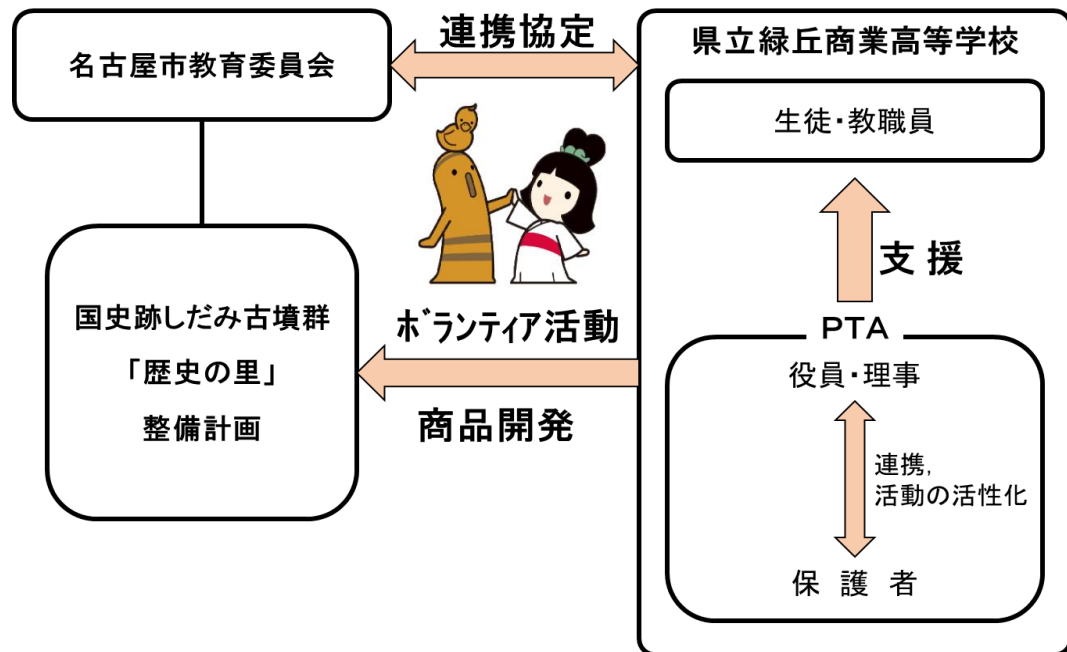 名古屋市教育委員会
連携協定
県立緑丘商業高等学校
生徒・教職員
支援
国史跡しだみ古墳群
「歴史の里」
整備計画
ボランティア活動
商品開発
PTA
役員・理事
連携,
活動の活性化
保護者